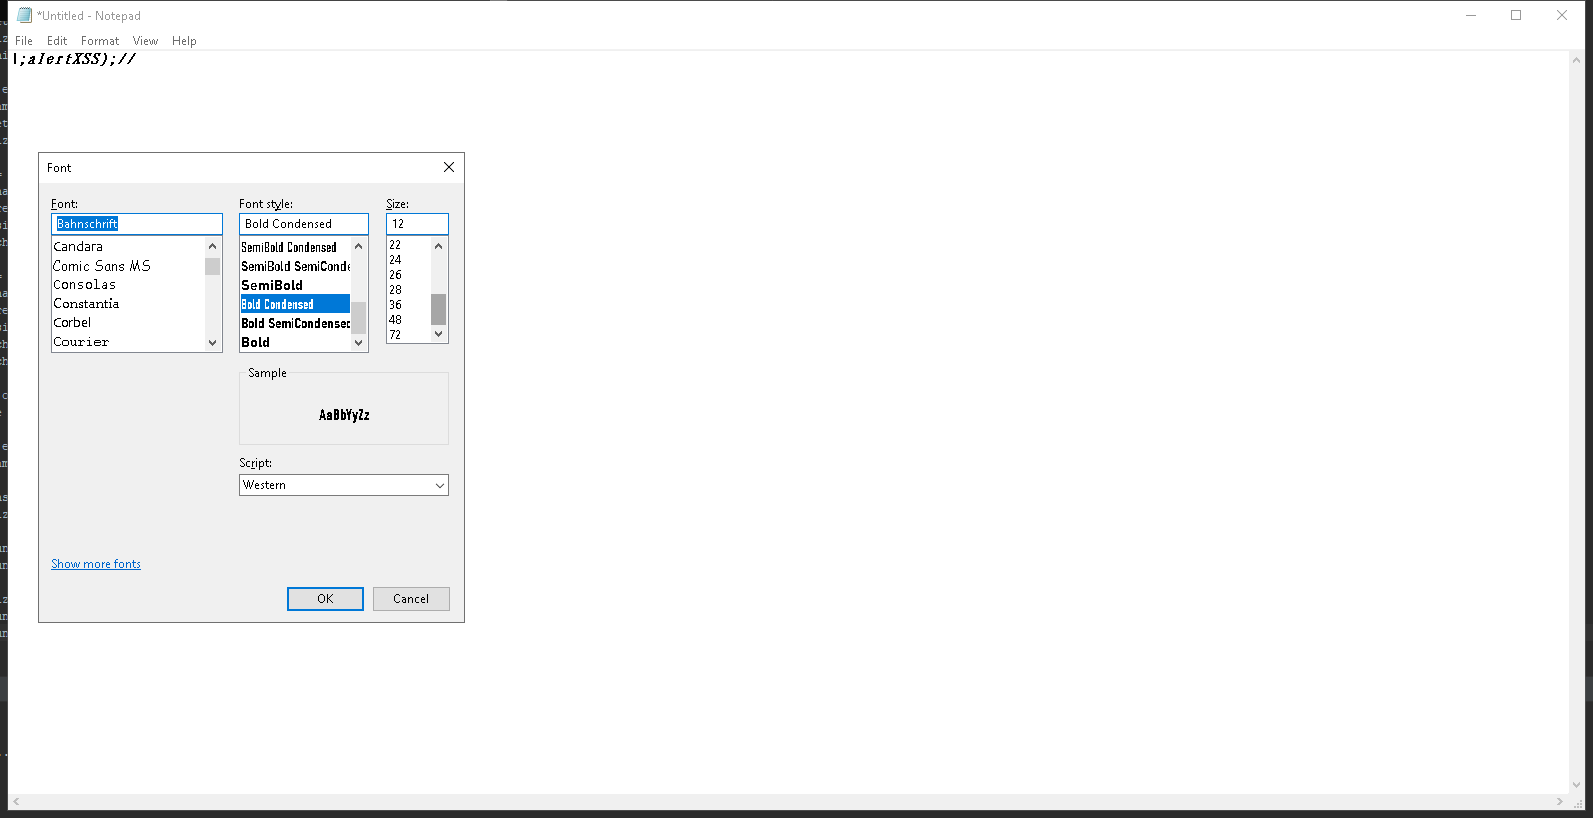 *Untitled - Notepad
File Edit Format View Help
\;alertXSS);//
Font
Font: Font style: Size:
Bahnschrift Bold Condensed 12
Candara
Comic Sans MS
Consolas
Constantia
Corbel
Courier
SemiBold Condensed
SemiBold SemiConde
SemiBold
Bold Condensed
Bold SemiCondensed
Bold
22
24
26
28
36
48
72
Sample
AaBbYyZz
Script:
Western
Show more fonts
OK Cancel